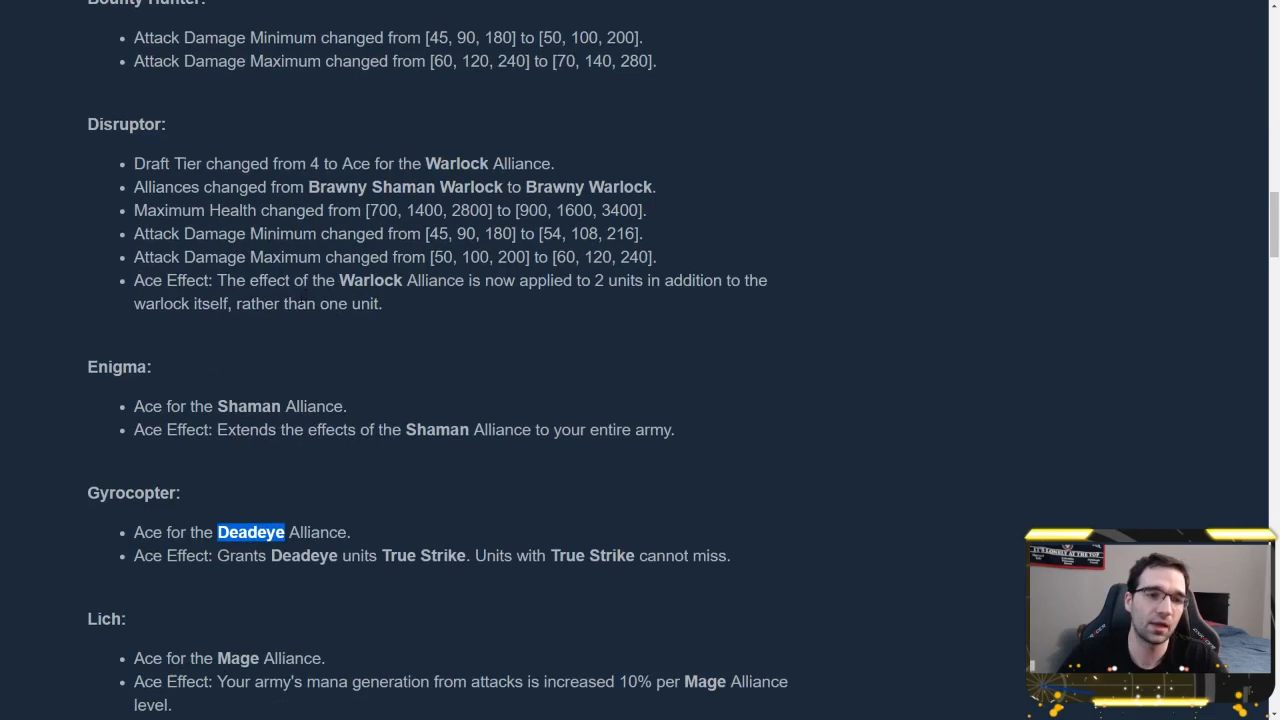 Bounty Hunter:
Attack Damage Minimum changed from [45, 90, 180] to [50, 100, 200].
Attack Damage Maximum changed from [60, 120, 240] to [70, 140, 280].
Disruptor:
Draft Tier changed from 4 to Ace for the Warlock Alliance.
Alliances changed from Brawny Shaman Warlock to Brawny Warlock.
Maximum Health changed from [700, 1400, 2800] to [900, 1600, 3400].
Attack Damage Minimum changed from [45, 90, 180] to [54, 108, 216].
Attack Damage Maximum changed from [50, 100, 200] to [60, 120, 240].
Ace Effect: The effect of the Warlock Alliance is now applied to 2 units in addition to the
warlock itself, rather than one unit.
Enigma:
Ace for the Shaman Alliance.
Ace Effect: Extends the effects of the Shaman Alliance to your entire army.
Gyrocopter:
Ace for the Deadeye Alliance.
Ace Effect: Grants Deadeye units True Strike. Units with True Strike cannot miss.
Lich:
Ace for the Mage Alliance.
Ace Effect: Your army's mana generation from attacks is increased 10% per Mage Alliance
level.
IT'S LONELY AT THE TOP